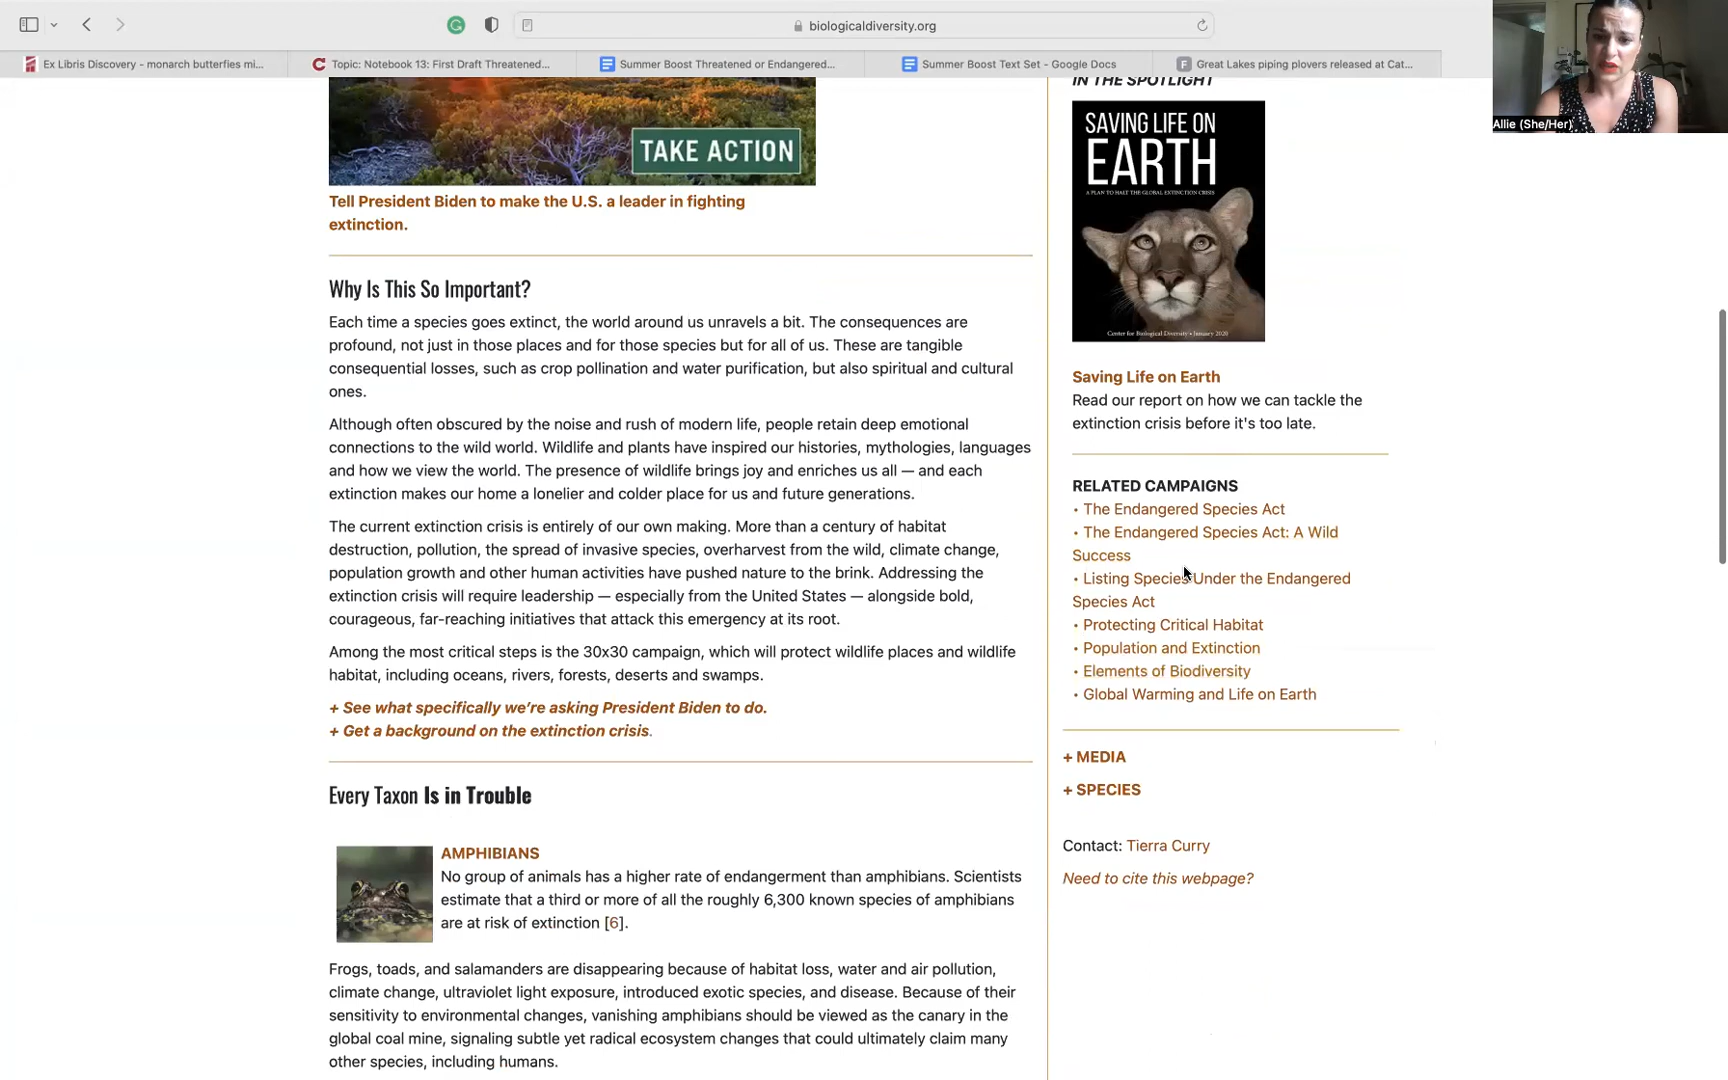 biologicaldiversity.org
Ex Libris Discovery - monarch butterfies mi...
Topic: Notebook 13: First Draft Threatened...
Summer Boost Threatened or Endangered...
Summer Boost Text Set - Google Docs
Great Lakes piping plovers released at Cat...
Allie (She/Her)
TAKE ACTION
Tell President Biden to make the U.S. a leader in fighting
extinction.
Why Is This So Important?
Each time a species goes extinct, the world around us unravels a bit. The consequences are
profound, not just in those places and for those species but for all of us. These are tangible
consequential losses, such as crop pollination and water purification, but also spiritual and cultural
ones.
Although often obscured by the noise and rush of modern life, people retain deep emotional
connections to the wild world. Wildlife and plants have inspired our histories, mythologies, languages
and how we view the world. The presence of wildlife brings joy and enriches us all — and each
extinction makes our home a lonelier and colder place for us and future generations.
The current extinction crisis is entirely of our own making. More than a century of habitat
destruction, pollution, the spread of invasive species, overharvest from the wild, climate change,
population growth and other human activities have pushed nature to the brink. Addressing the
extinction crisis will require leadership — especially from the United States — alongside bold,
courageous, far-reaching initiatives that attack this emergency at its root.
Among the most critical steps is the 30x30 campaign, which will protect wildlife places and wildlife
habitat, including oceans, rivers, forests, deserts and swamps.
+ See what specifically we're asking President Biden to do.
+ Get a background on the extinction crisis.
Every Taxon Is in Trouble
AMPHIBIANS
No group of animals has a higher rate of endangerment than amphibians. Scientists
estimate that a third or more of all the roughly 6,300 known species of amphibians
are at risk of extinction [6].
Frogs, toads, and salamanders are disappearing because of habitat loss, water and air pollution,
climate change, ultraviolet light exposure, introduced exotic species, and disease. Because of their
sensitivity to environmental changes, vanishing amphibians should be viewed as the canary in the
global coal mine, signaling subtle yet radical ecosystem changes that could ultimately claim many
other species, including humans.
IN THE SPOTLIGHT
SAVING LIFE ON
EARTH
A PLAN TO HALT THE GLOBAL EXTINCTION CRISIS
Center for Biological Diversity • January 2020
Saving Life on Earth
Read our report on how we can tackle the
extinction crisis before it's too late.
RELATED CAMPAIGNS
• The Endangered Species Act
• The Endangered Species Act: A Wild
Success
• Listing Species Under the Endangered
Species Act
• Protecting Critical Habitat
• Population and Extinction
• Elements of Biodiversity
• Global Warming and Life on Earth
+ MEDIA
+ SPECIES
Contact: Tierra Curry
Need to cite this webpage?